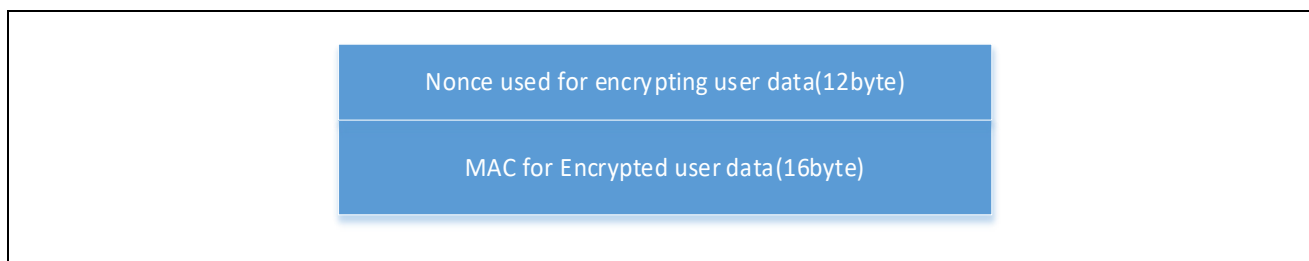 Nonce used for encrypting user data(12byte)
MAC for Encrypted user data(16byte)